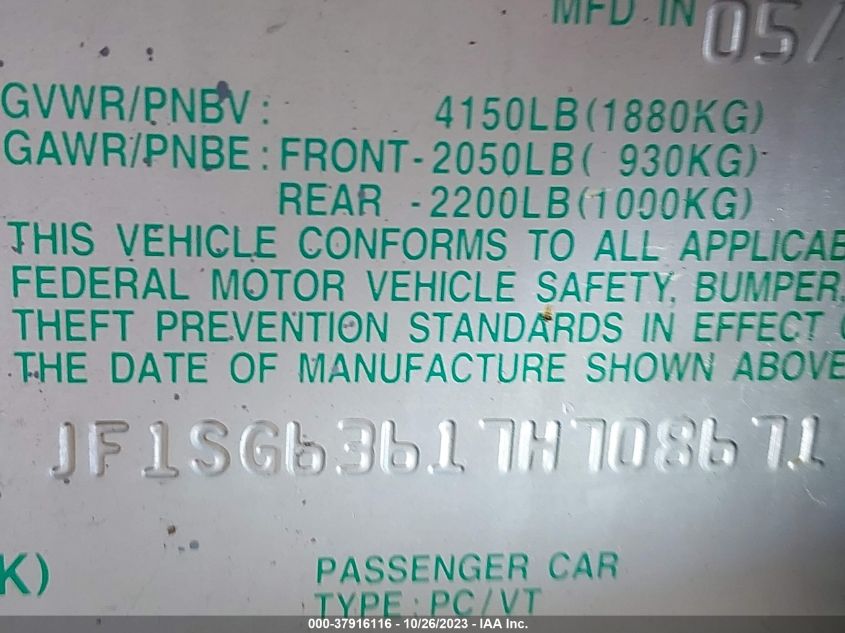 MFD IN 05/
GVWR/PNBV: 4150LB(1880KG)
GAWR/PNBE: FRONT-2050LB( 930KG)
REAR -2200LB(1000KG)
THIS VEHICLE CONFORMS TO ALL APPLICAB
FEDERAL MOTOR VEHICLE SAFETY, BUMPER,
THEFT PREVENTION STANDARDS IN EFFECT
THE DATE OF MANUFACTURE SHOWN ABOVE
JF1SG63617H708671
K) PASSENGER CAR
TYPE:PC/VT
000-37916116 - 10/26/2023 - IAA Inc.